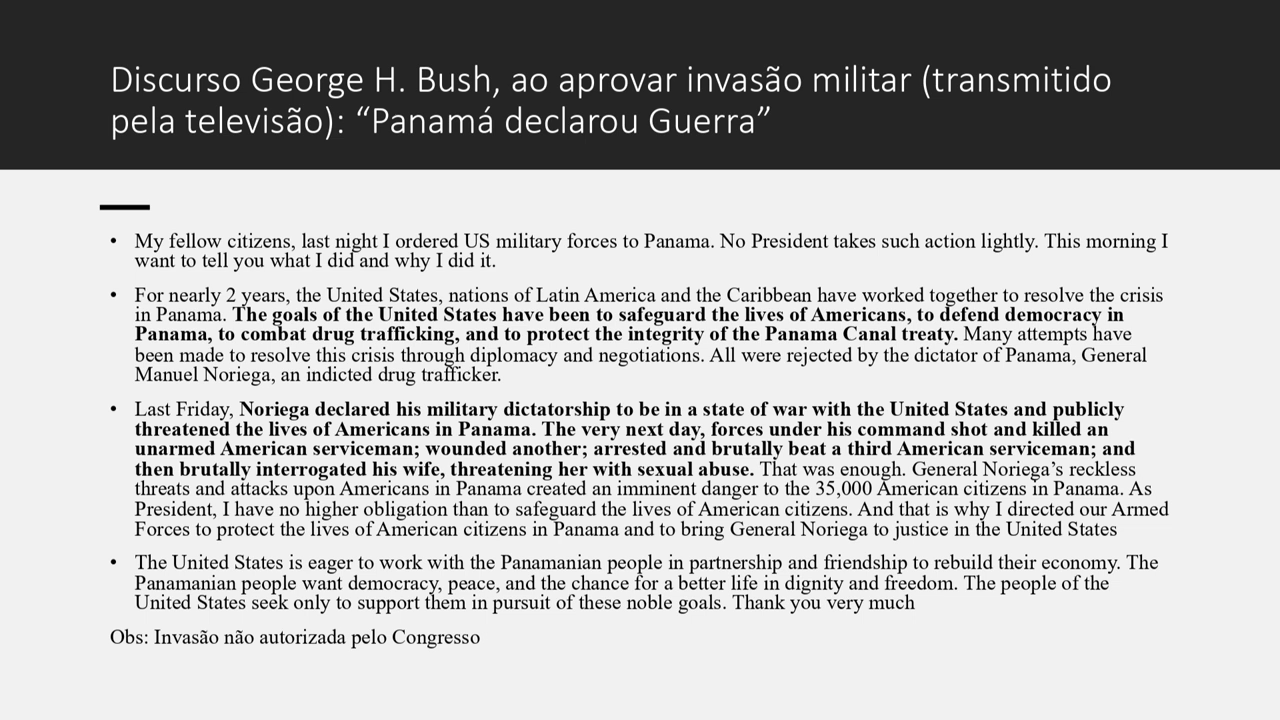 Discurso George H. Bush, ao aprovar invasão militar (transmitido
pela televisão): “Panamá declarou Guerra”
• My fellow citizens, last night I ordered US military forces to Panama. No President takes such action lightly. This morning I
want to tell you what I did and why I did it.
• For nearly 2 years, the United States, nations of Latin America and the Caribbean have worked together to resolve the crisis
in Panama. The goals of the United States have been to safeguard the lives of Americans, to defend democracy in
Panama, to combat drug trafficking, and to protect the integrity of the Panama Canal treaty. Many attempts have
been made to resolve this crisis through diplomacy and negotiations. All were rejected by the dictator of Panama, General
Manuel Noriega, an indicted drug trafficker.
• Last Friday, Noriega declared his military dictatorship to be in a state of war with the United States and publicly
threatened the lives of Americans in Panama. The very next day, forces under his command shot and killed an
unarmed American serviceman; wounded another; arrested and brutally beat a third American serviceman; and
then brutally interrogated his wife, threatening her with sexual abuse. That was enough. General Noriega’s reckless
threats and attacks upon Americans in Panama created an imminent danger to the 35,000 American citizens in Panama. As
President, I have no higher obligation than to safeguard the lives of American citizens. And that is why I directed our Armed
Forces to protect the lives of American citizens in Panama and to bring General Noriega to justice in the United States
• The United States is eager to work with the Panamanian people in partnership and friendship to rebuild their economy. The
Panamanian people want democracy, peace, and the chance for a better life in dignity and freedom. The people of the
United States seek only to support them in pursuit of these noble goals. Thank you very much
Obs: Invasão não autorizada pelo Congresso